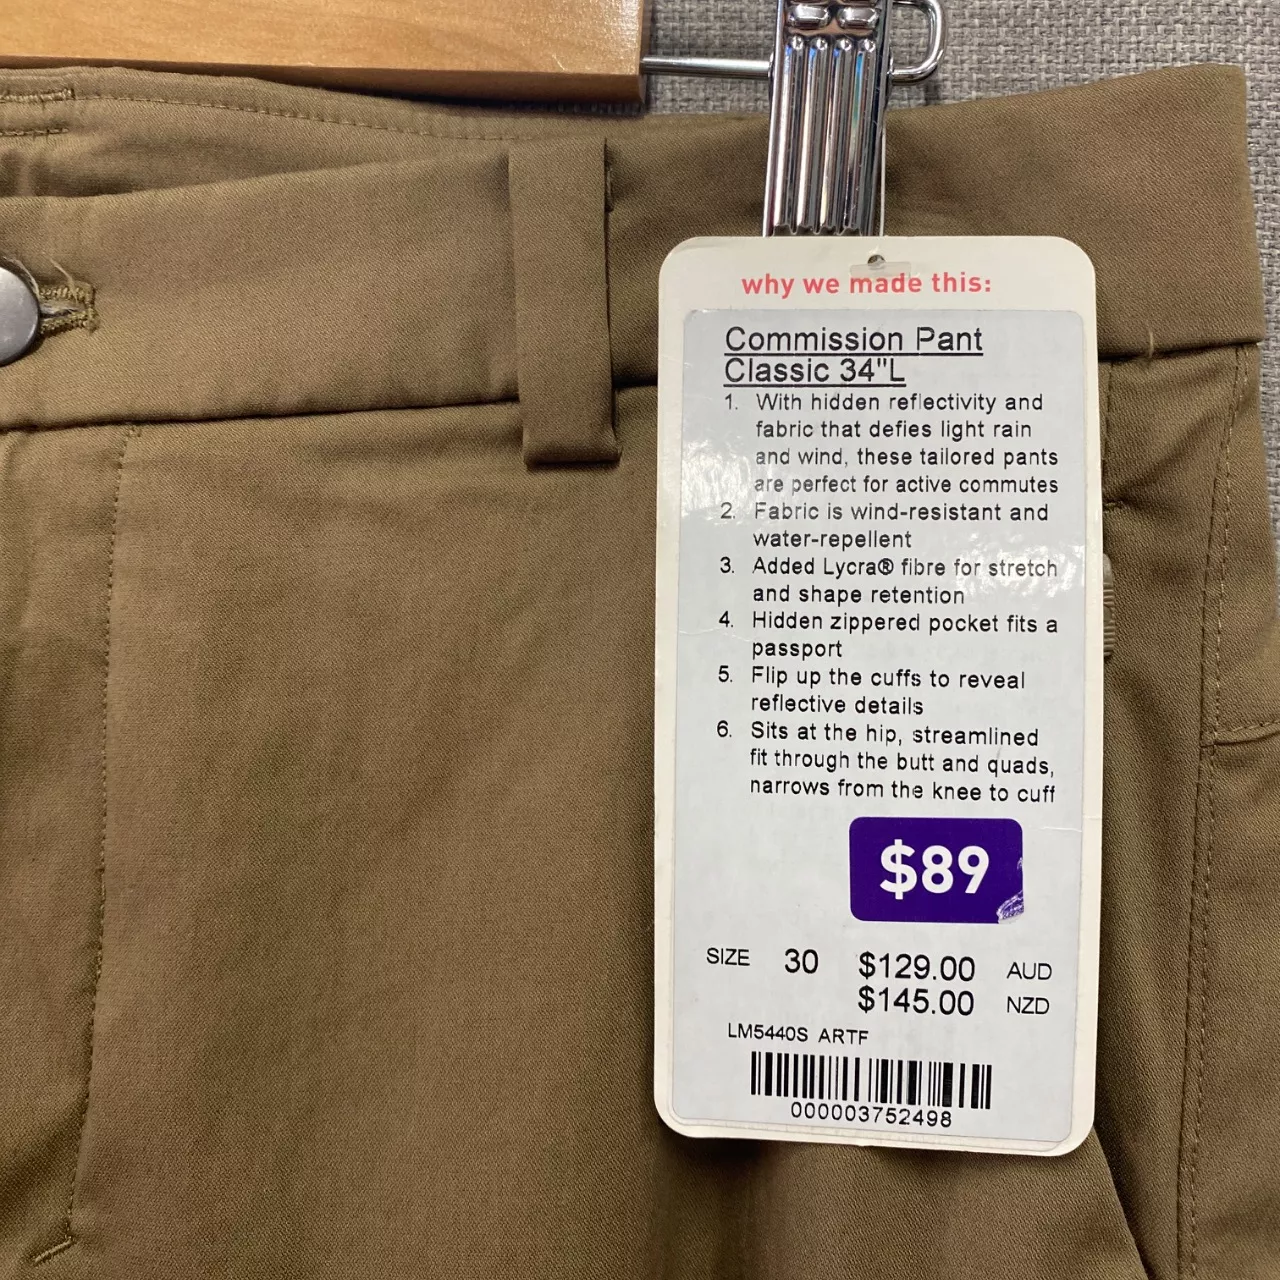 why we made this:
Commission Pant
Classic 34"L
1. With hidden reflectivity and
fabric that defies light rain
and wind, these tailored pants
are perfect for active commutes
2. Fabric is wind-resistant and
water-repellent
3. Added Lycra® fibre for stretch
and shape retention
4. Hidden zippered pocket fits a
passport
5. Flip up the cuffs to reveal
reflective details
6. Sits at the hip, streamlined
fit through the butt and quads,
narrows from the knee to cuff
$89
SIZE 30 $129.00 AUD
$145.00 NZD
LM5440S ARTF
000003752498